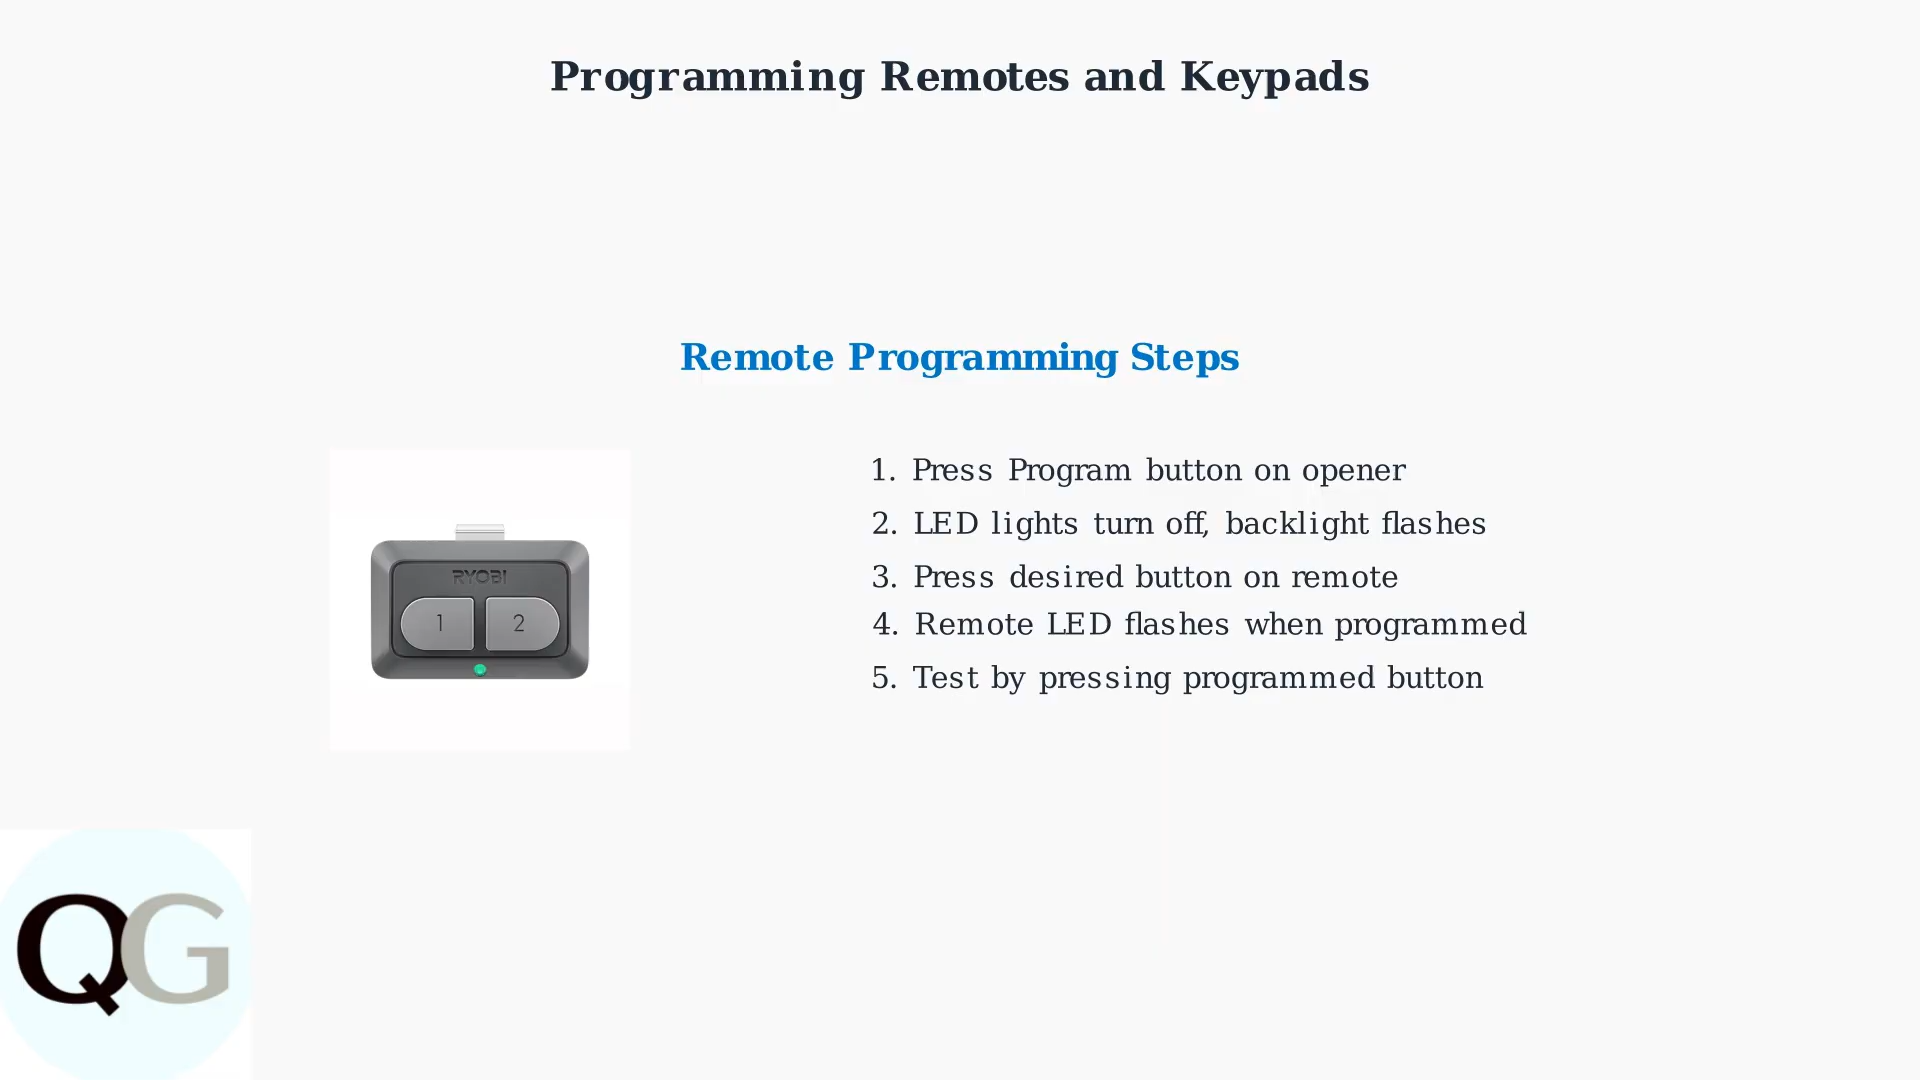 Programming Remotes and Keypads
Remote Programming Steps
RYOBI
1 2
1. Press Program button on opener
2. LED lights turn off, backlight flashes
3. Press desired button on remote
4. Remote LED flashes when programmed
5. Test by pressing programmed button
QG